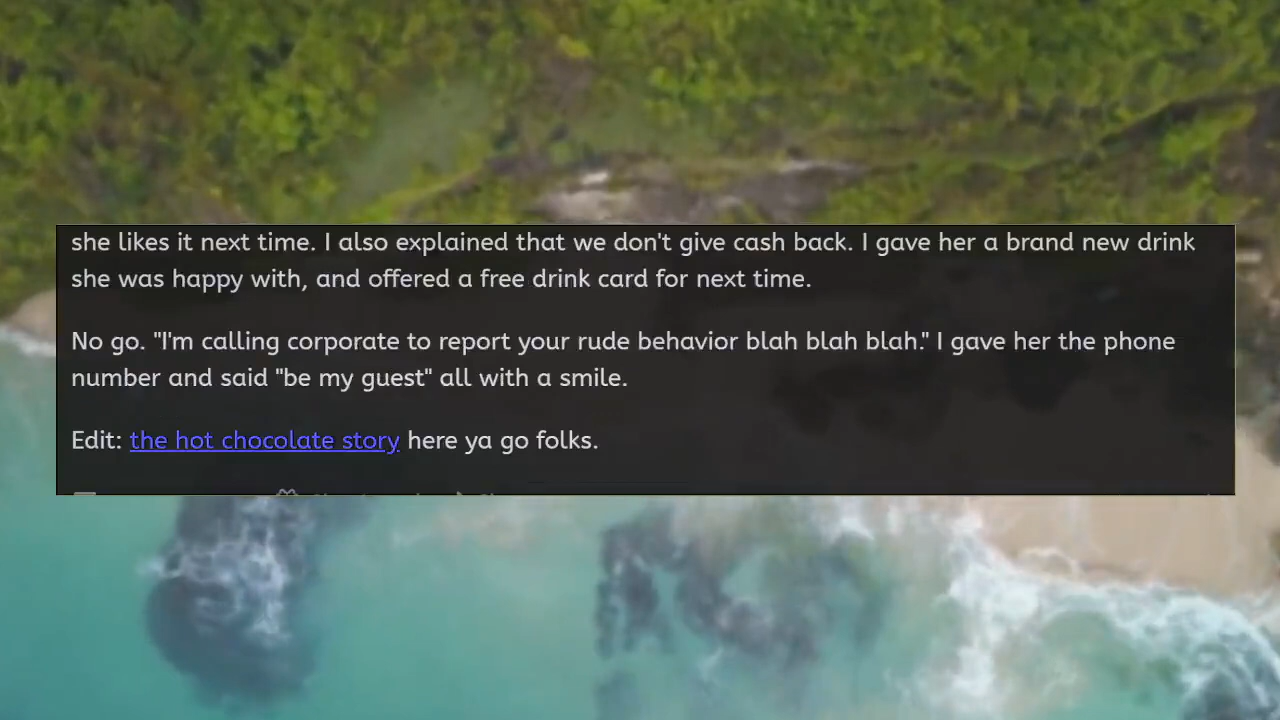 she likes it next time. I also explained that we don't give cash back. I gave her a brand new drink
she was happy with, and offered a free drink card for next time.
No go. "I'm calling corporate to report your rude behavior blah blah blah." I gave her the phone
number and said "be my guest" all with a smile.
Edit: the hot chocolate story here ya go folks.